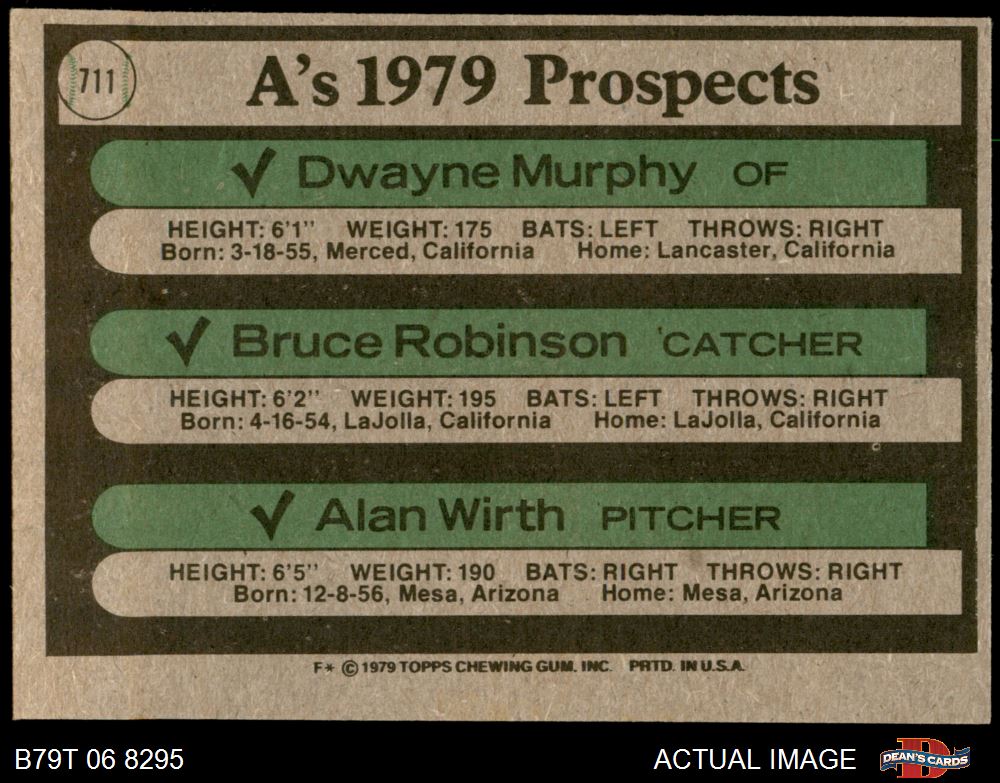 711
A's 1979 Prospects
✓ Dwayne Murphy OF
HEIGHT: 6'1" WEIGHT: 175 BATS: LEFT THROWS: RIGHT
Born: 3-18-55, Merced, California Home: Lancaster, California
✓ Bruce Robinson CATCHER
HEIGHT: 6'2" WEIGHT: 195 BATS: LEFT THROWS: RIGHT
Born: 4-16-54, LaJolla, California Home: LaJolla, California
✓ Alan Wirth PITCHER
HEIGHT: 6'5" WEIGHT: 190 BATS: RIGHT THROWS: RIGHT
Born: 12-8-56, Mesa, Arizona Home: Mesa, Arizona
F* © 1979 TOPPS CHEWING GUM. INC. PRTD. IN U.S.A.
B79T 06 8295 ACTUAL IMAGE DEAN'S CARDS